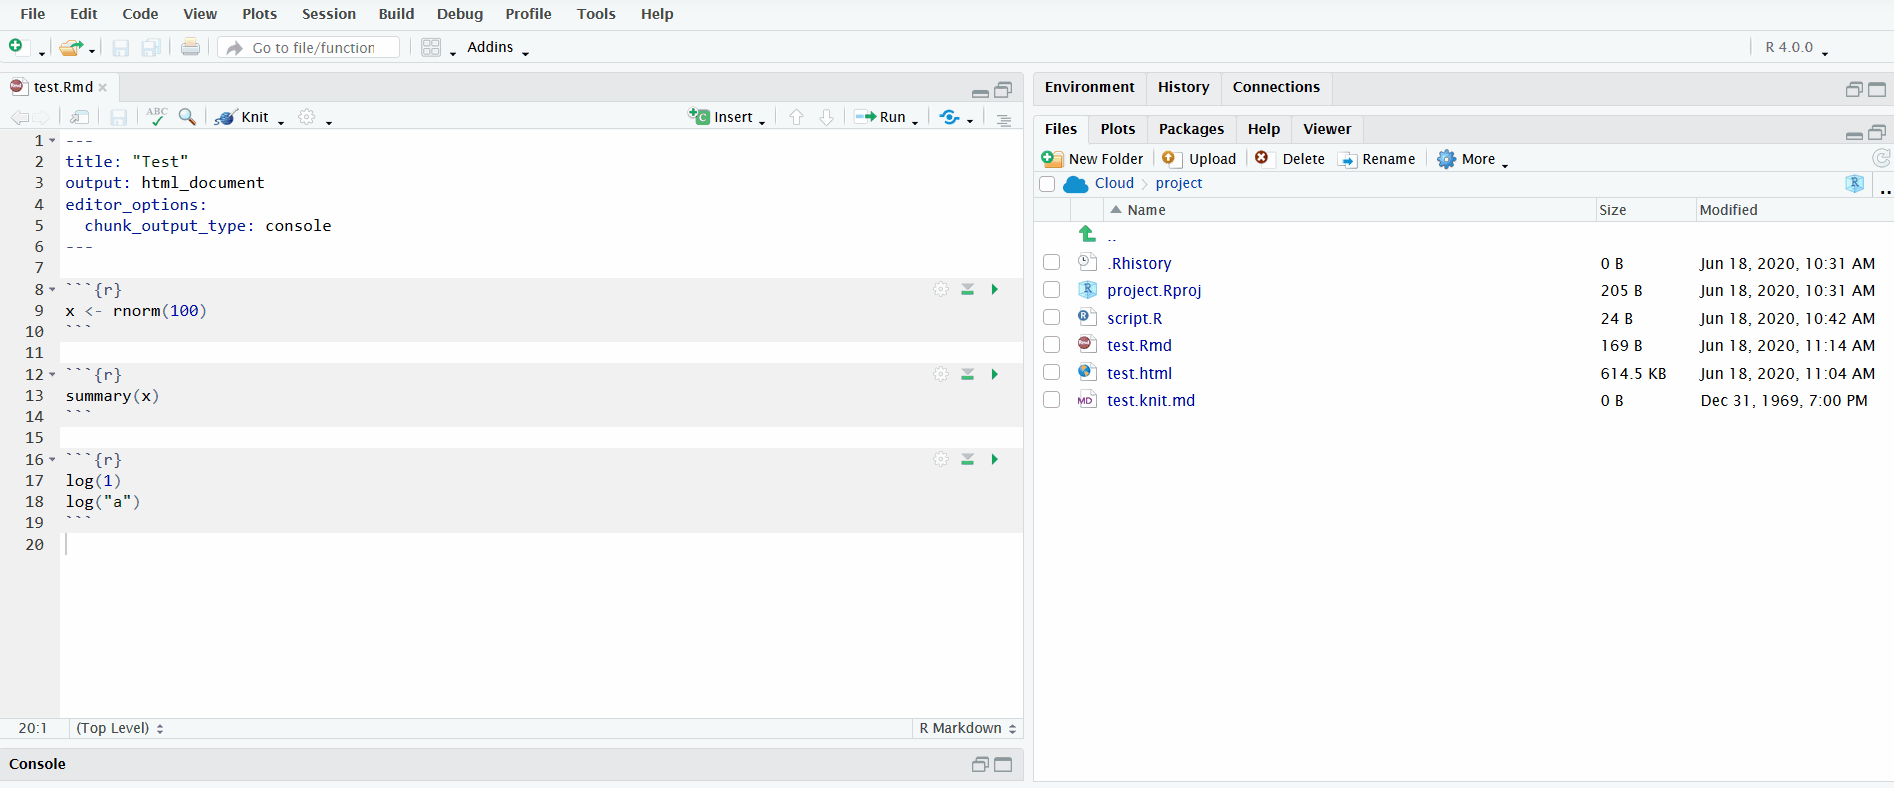 File Edit Code View Plots Session Build Debug Profile Tools Help
Go to file/function Addins R 4.0.0
test.Rmd
ABC Knit Insert Run
1 ---
2 title: "Test"
3 output: html_document
4 editor_options:
5   chunk_output_type: console
6 ---
7
8 ```{r}
9 x <- rnorm(100)
10 ```
11
12 ```{r}
13 summary(x)
14 ```
15
16 ```{r}
17 log(1)
18 log("a")
19 ```
20
20:1 (Top Level) R Markdown
Console
Environment History Connections
Files Plots Packages Help Viewer
New Folder Upload Delete Rename More
Cloud project R ..
Name Size Modified
..
.Rhistory 0 B Jun 18, 2020, 10:31 AM
R project.Rproj 205 B Jun 18, 2020, 10:31 AM
R script.R 24 B Jun 18, 2020, 10:42 AM
Rmd test.Rmd 169 B Jun 18, 2020, 11:14 AM
test.html 614.5 KB Jun 18, 2020, 11:04 AM
MD test.knit.md 0 B Dec 31, 1969, 7:00 PM